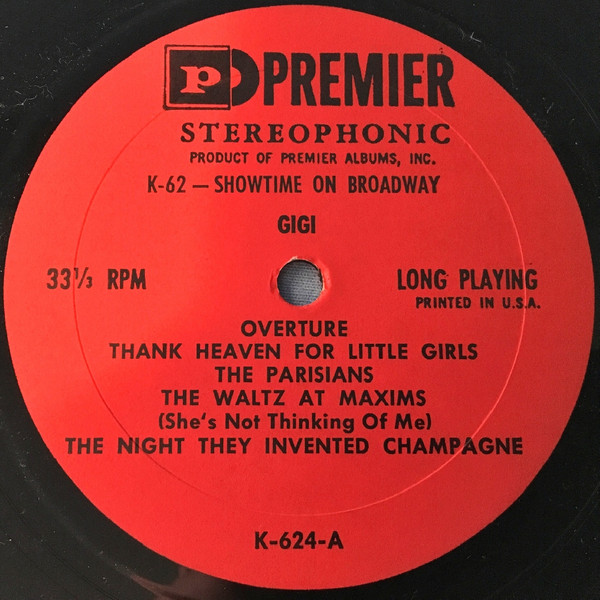 P PREMIER
STEREOPHONIC
PRODUCT OF PREMIER ALBUMS, INC.
K-62 — SHOWTIME ON BROADWAY
GIGI
33⅓ RPM
LONG PLAYING
PRINTED IN U.S.A.
OVERTURE
THANK HEAVEN FOR LITTLE GIRLS
THE PARISIANS
THE WALTZ AT MAXIMS
(She's Not Thinking Of Me)
THE NIGHT THEY INVENTED CHAMPAGNE
K-624-A